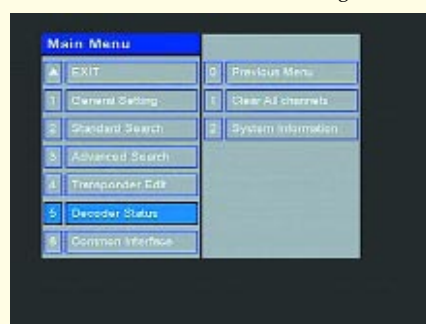 Main Menu
▲ EXIT
1 General Setting
2 Standard Search
3 Advanced Search
4 Transponder Edit
5 Decoder Status
6 Common Interface
0 Previous Menu
1 Clear All channels
2 System Information